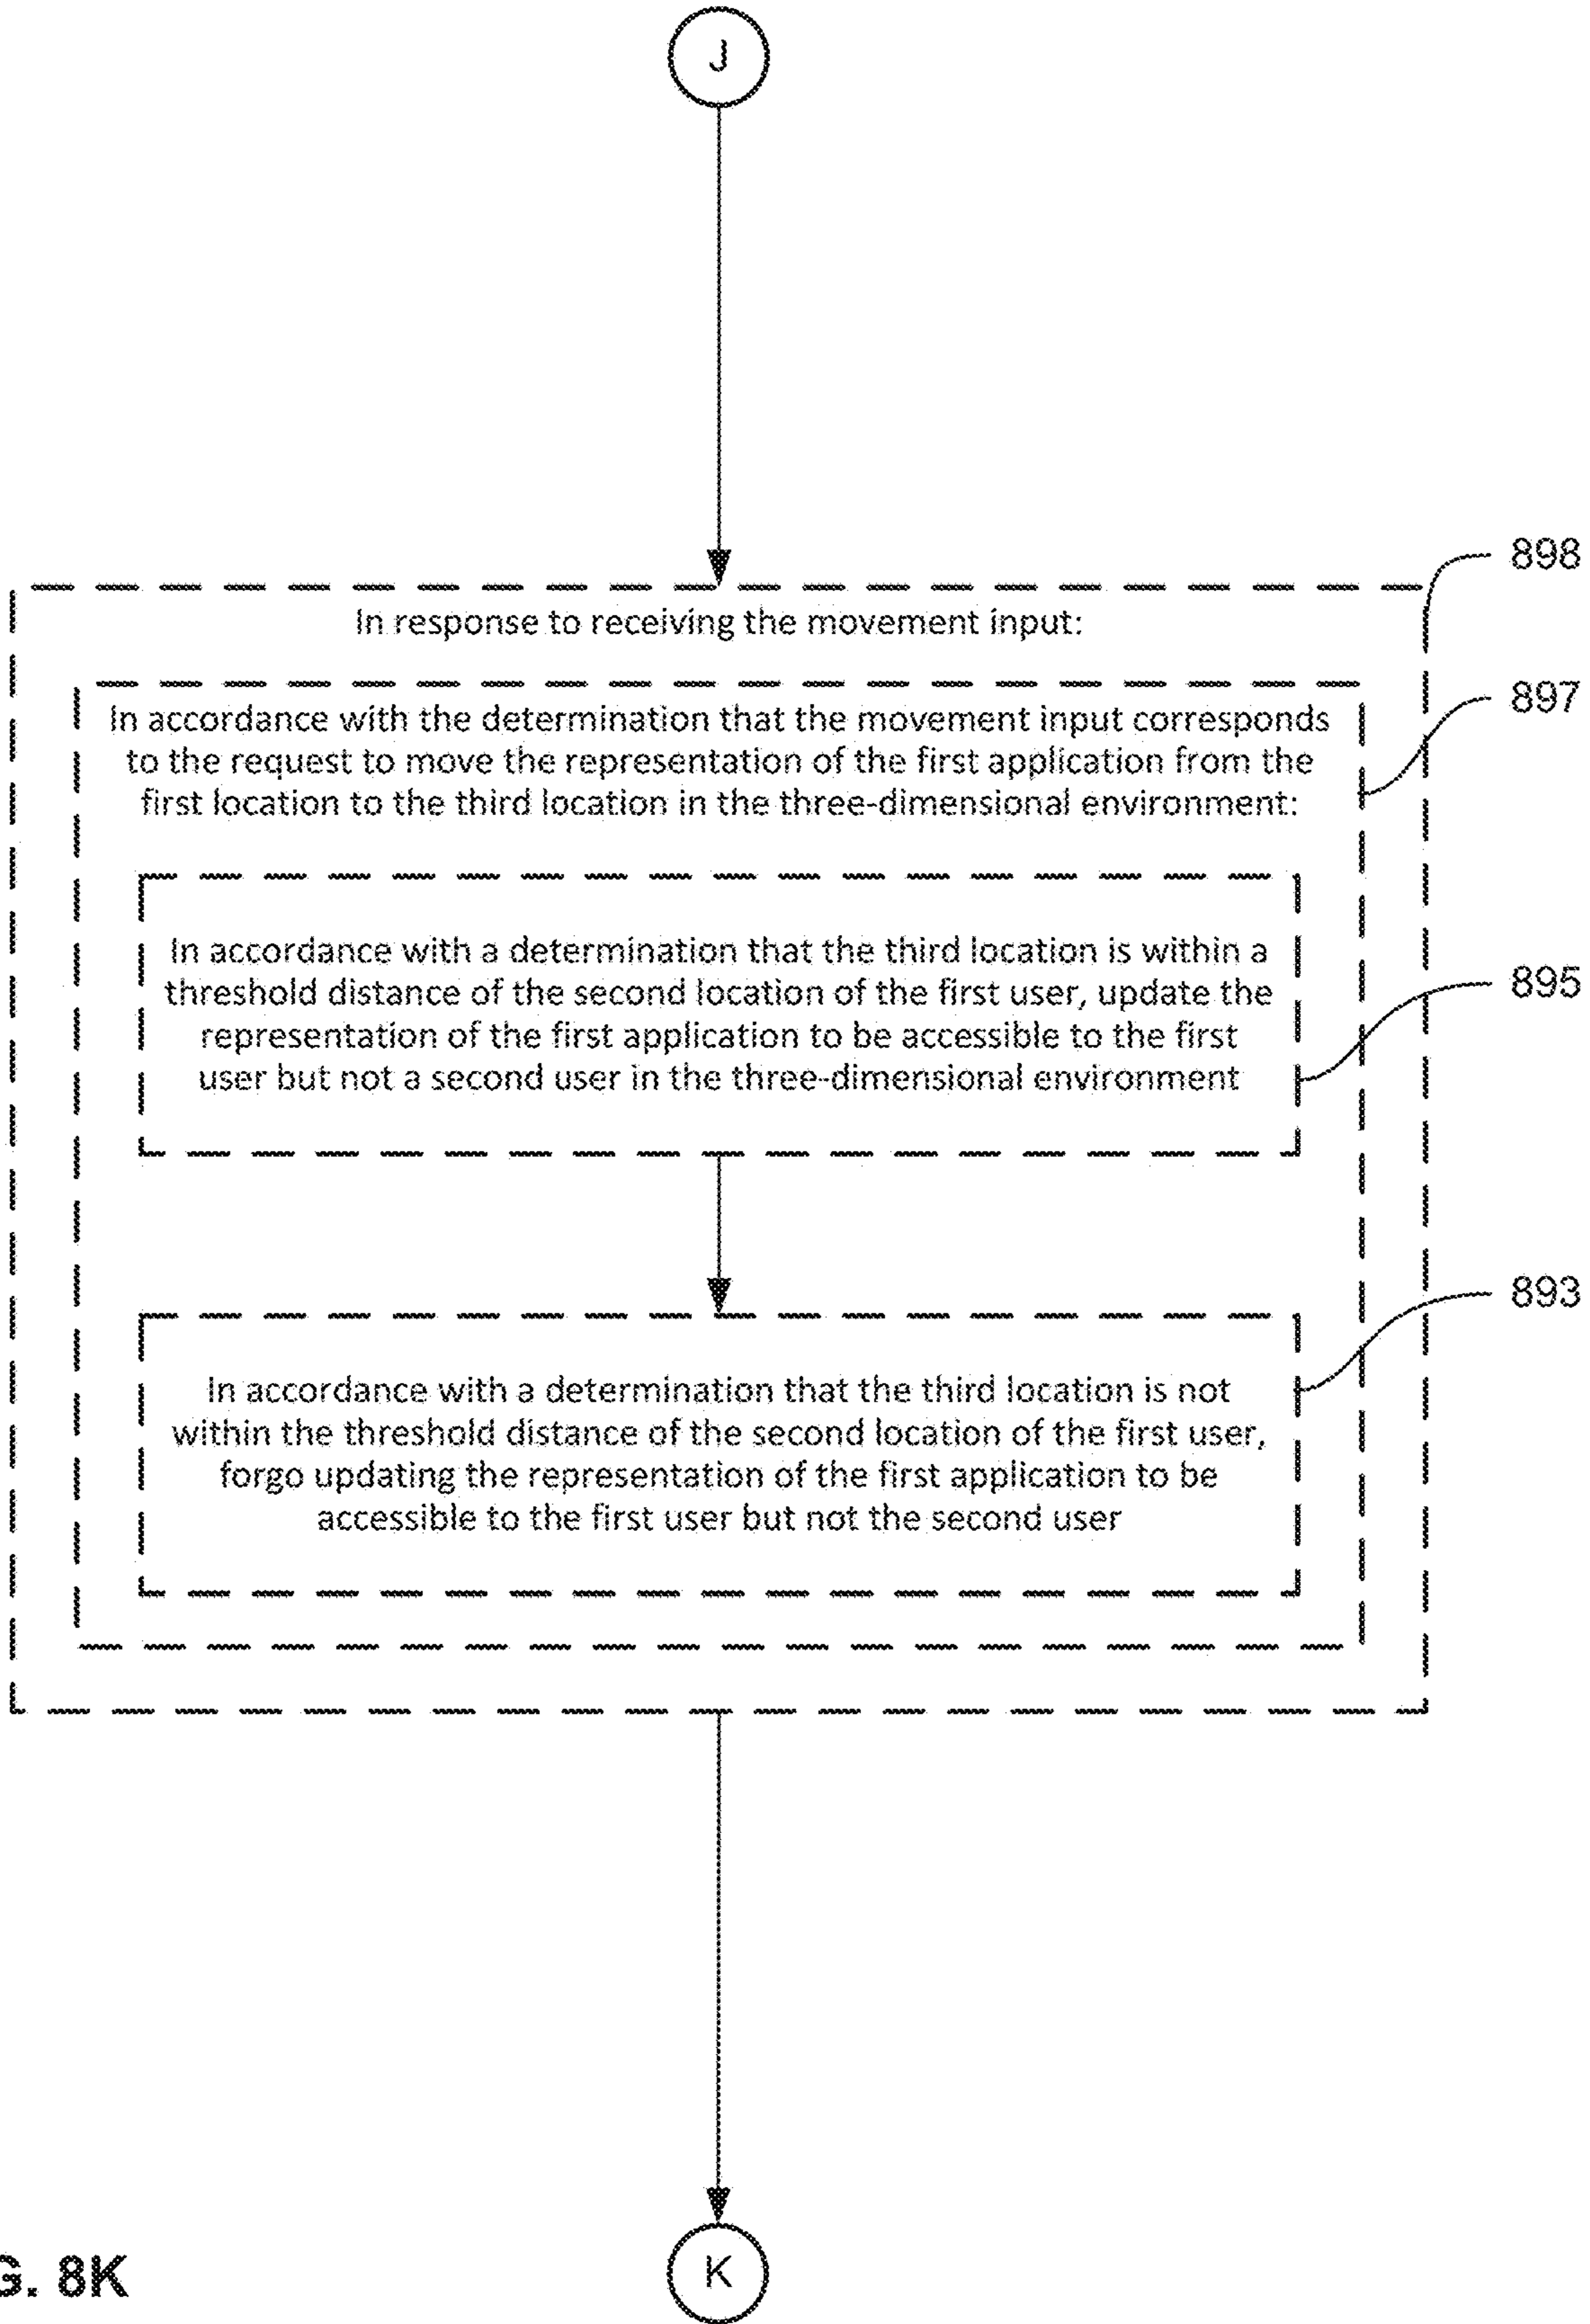 J
898
In response to receiving the movement input:
897
In accordance with the determination that the movement input corresponds
to the request to move the representation of the first application from the
first location to the third location in the three-dimensional environment:
In accordance with a determination that the third location is within a
threshold distance of the second location of the first user, update the
representation of the first application to be accessible to the first
user but not a second user in the three-dimensional environment
895
893
In accordance with a determination that the third location is not
within the threshold distance of the second location of the first user,
forgo updating the representation of the first application to be
accessible to the first user but not the second user
G. 8K
K